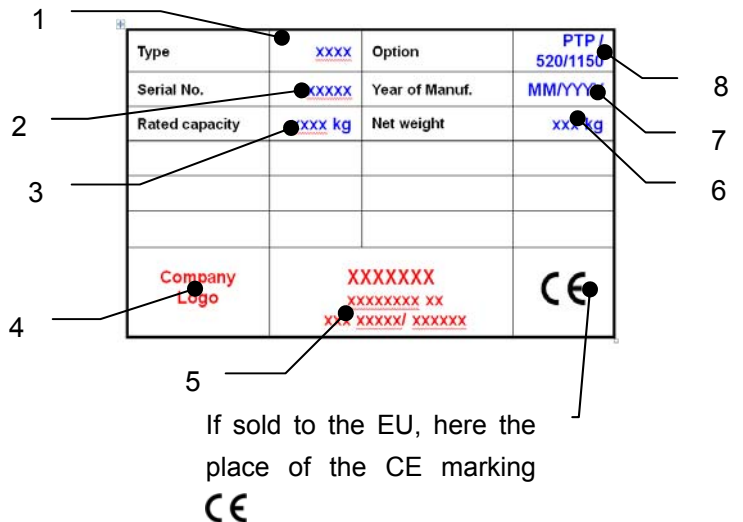 1
Type xxxx Option PTP /
520/1150
8
2
Serial No. xxxxx Year of Manuf. MM/YYYY
7
3
Rated capacity xxxx kg Net weight xxx kg
6
4
Company
Logo
XXXXXXX
xxxxxxxx xx
xxx xxxxx/ xxxxxx
CE
5
If sold to the EU, here the
place of the CE marking
CE